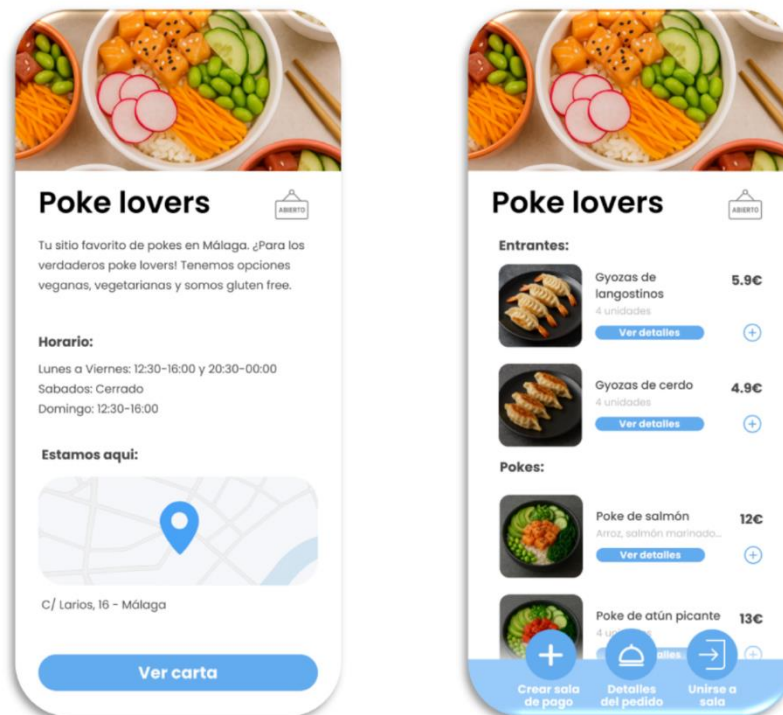 Poke lovers
ABIERTO
Tu sitio favorito de pokes en Málaga. ¿Para los
verdaderos poke lovers! Tenemos opciones
veganas, vegetarianas y somos gluten free.
Horario:
Lunes a Viernes: 12:30-16:00 y 20:30-00:00
Sabados: Cerrado
Domingo: 12:30-16:00
Estamos aqui:
C/ Larios, 16 - Málaga
Ver carta
Poke lovers
ABIERTO
Entrantes:
Gyozas de
langostinos
5.9€
4 unidades
Ver detalles
Gyozas de cerdo
4.9€
4 unidades
Ver detalles
Pokes:
Poke de salmón
12€
Arroz, salmón marinado...
Ver detalles
Poke de atún picante
13€
Crear sala
de pago
Detalles
del pedido
Unirse a
sala